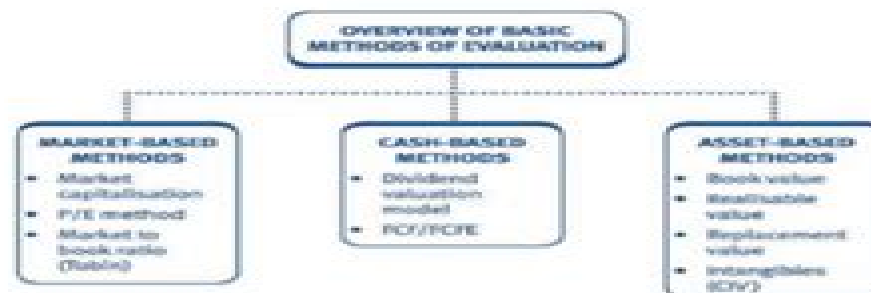 OVERVIEW OF BASIC
METHODS OF EVALUATION
MARKET-BASED
METHODS
• Market
capitalisation
• P/E method
• Market to
book ratio
(Tobin)
CASH-BASED
METHODS
• Dividend
valuation
model
• FCF/FCFE
ASSET-BASED
METHODS
• Book value
• Realisable
value
• Replacement
value
• Intangibles
(CIV)